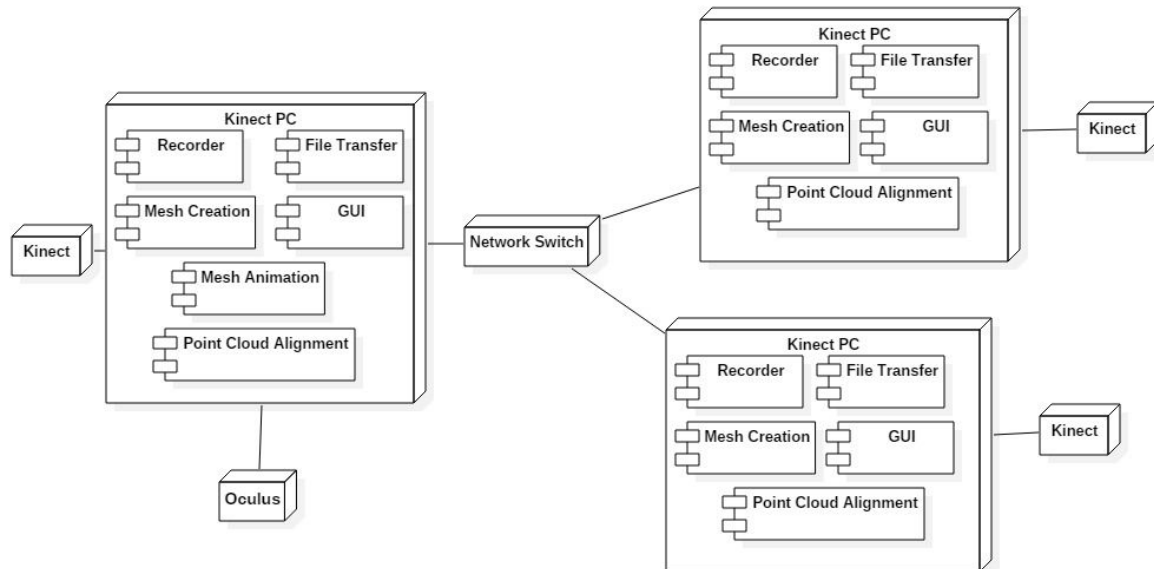 Kinect PC
Recorder
File Transfer
Mesh Creation
GUI
Mesh Animation
Point Cloud Alignment
Kinect
Oculus
Network Switch
Kinect PC
Recorder
File Transfer
Mesh Creation
GUI
Point Cloud Alignment
Kinect
Kinect PC
Recorder
File Transfer
Mesh Creation
GUI
Point Cloud Alignment
Kinect